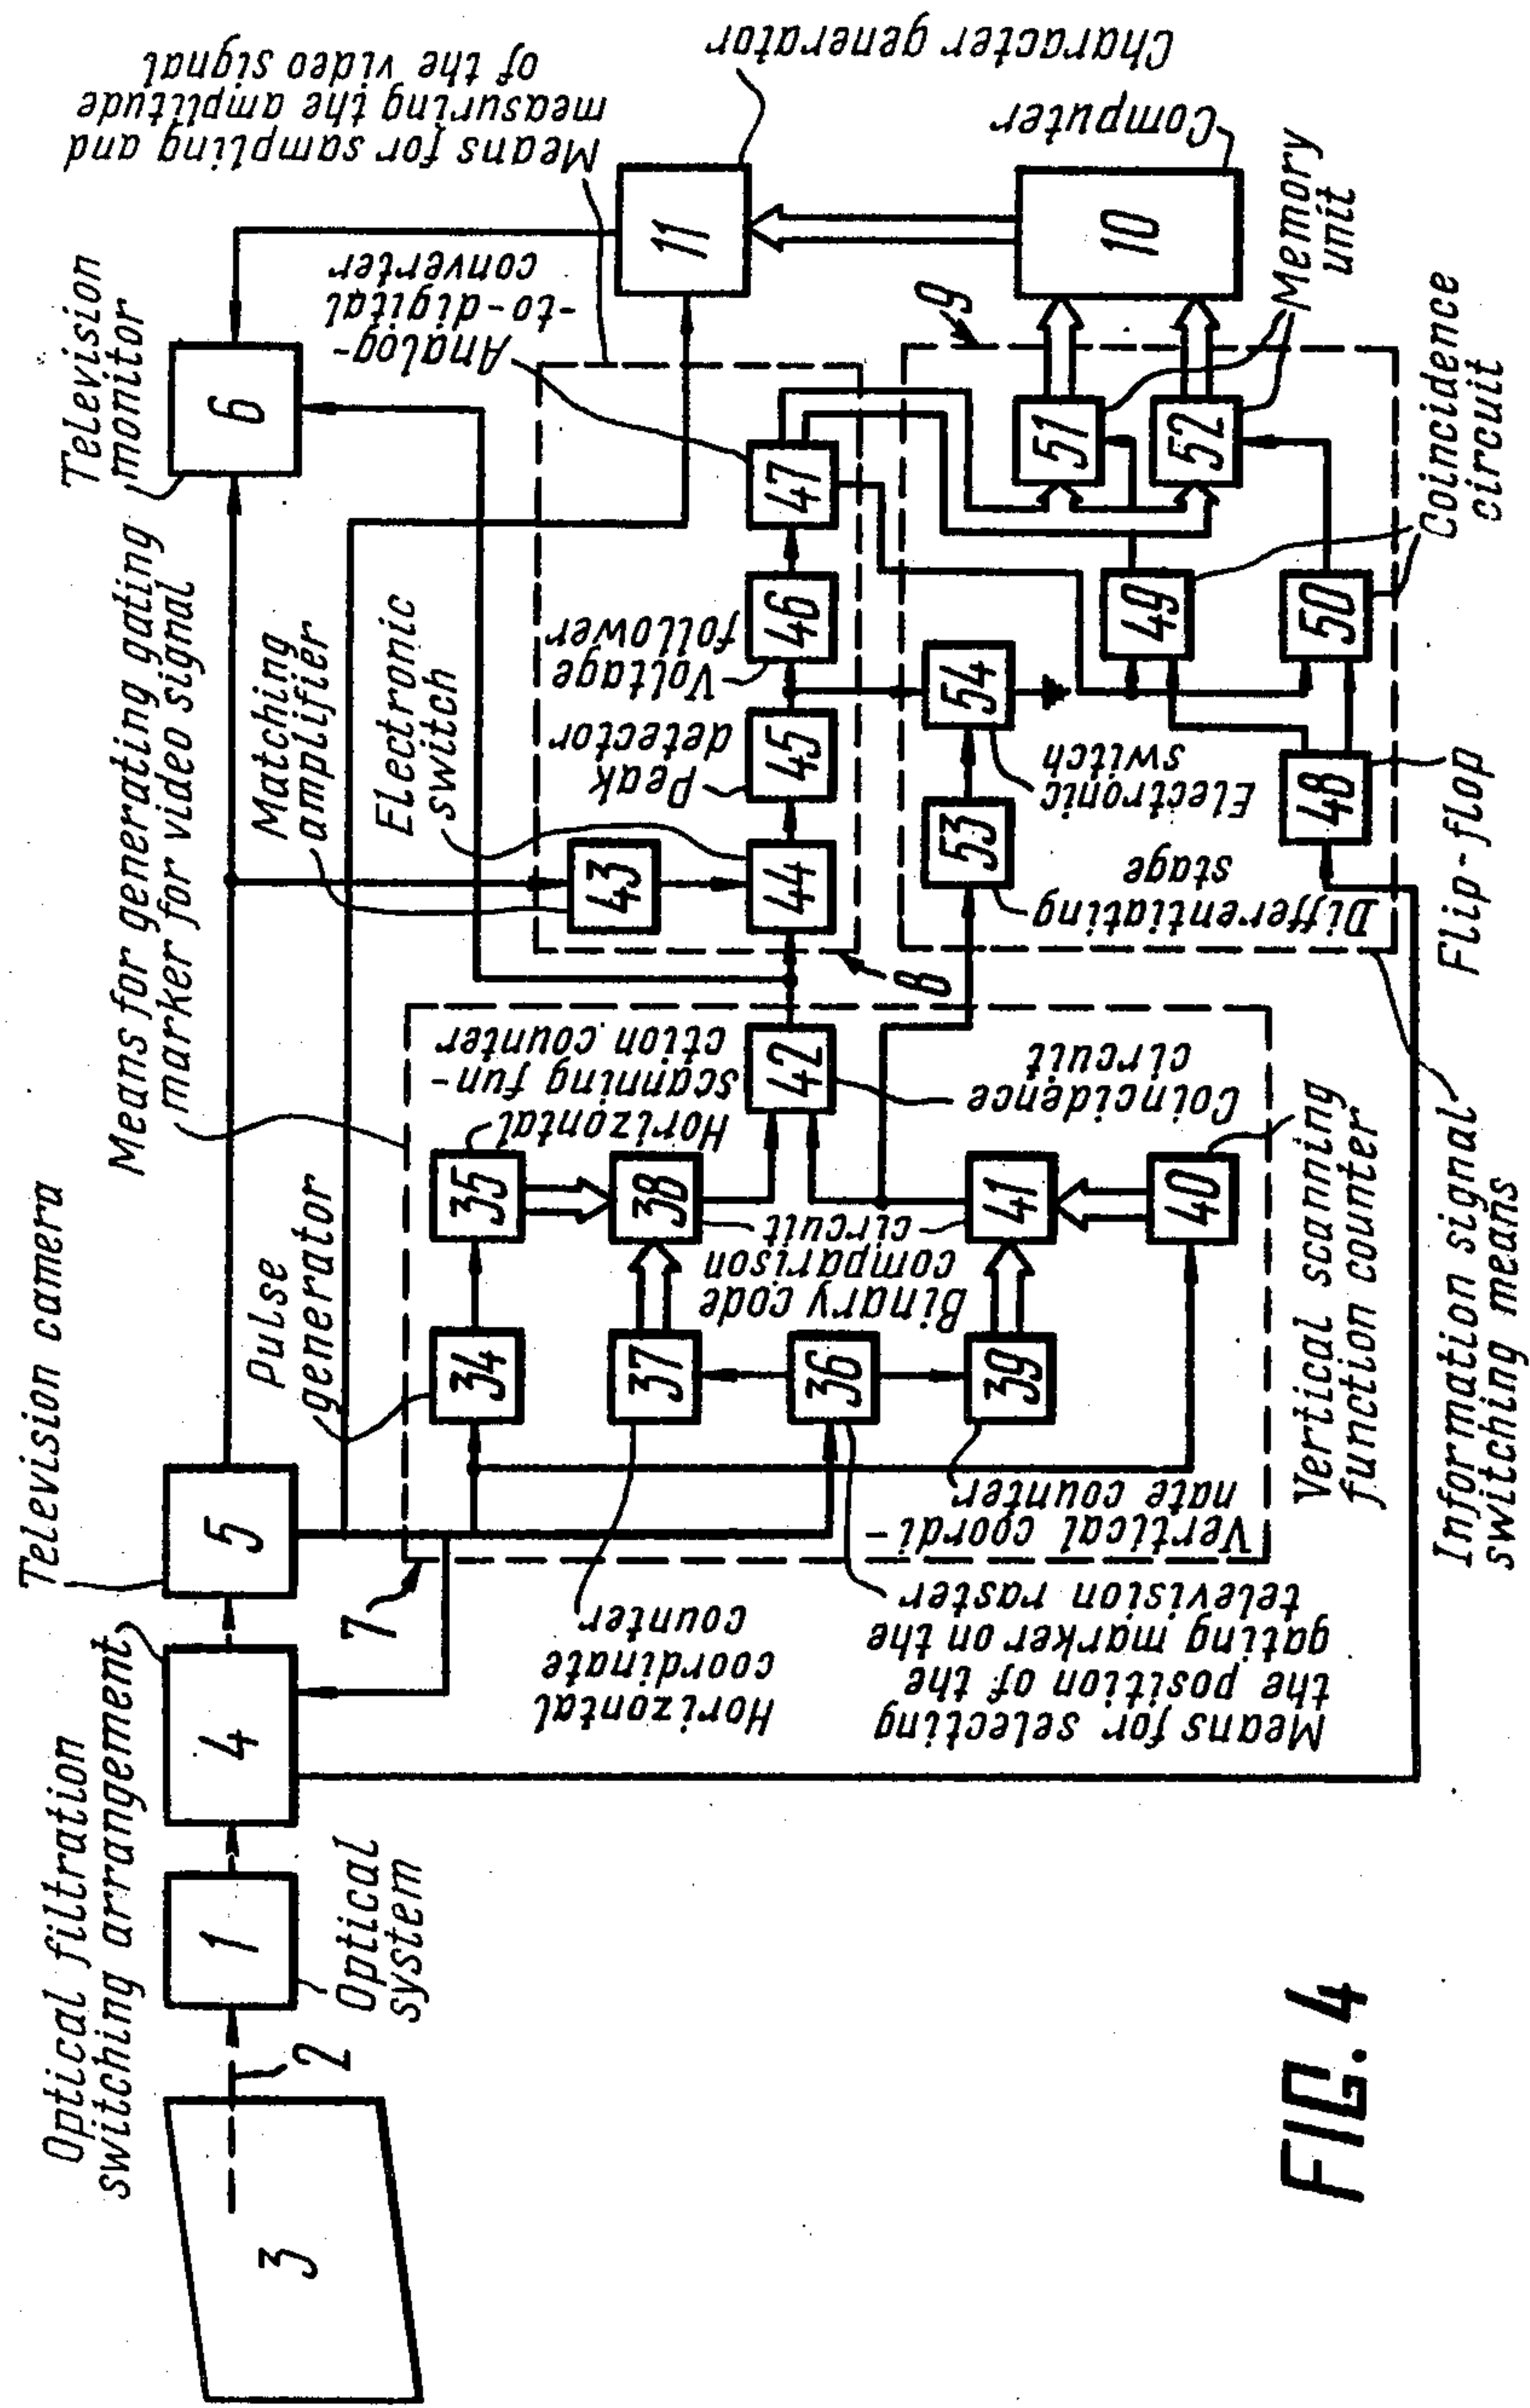 Optical filtration
switching arrangement
Television camera
Means for generating gating
marker for video signal
Television
monitor
Means for sampling and
measuring the amplitude
of the video signal
Pulse
generator
Matching
amplifier
Electronic
switch
Analog-
-to-digital
converter
Character generator
Computer
Memory
unit
3
2
1
Optical
system
4
5
6
7
34
35
Horizontal
scanning fun-
ction counter
37
38
Horizontal
coordinate
counter
Binary code
comparison
circuit
36
Means for selecting
the position of the
gating marker on the
television raster
39
41
Vertical coordi-
nate counter
40
42
Coincidence
circuit
Vertical scanning
function counter
8
43
44
45
Peak
detector
46
Voltage
follower
47
11
10
9
53
Differentiating
stage
54
Electronic
switch
48
49
50
51
52
Coincidence
circuit
Flip-flop
Information signal
switching means
FIG. 4